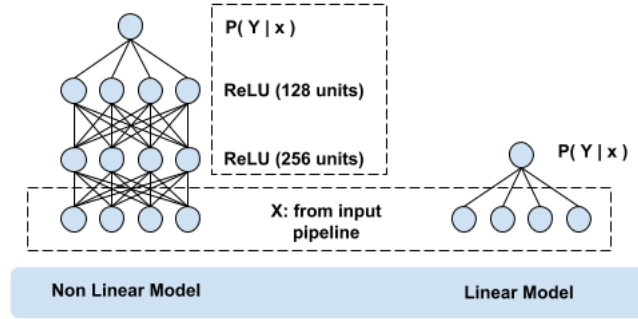 P( Y | x )
ReLU (128 units)
ReLU (256 units)
P( Y | x )
X: from input
pipeline
Non Linear Model
Linear Model